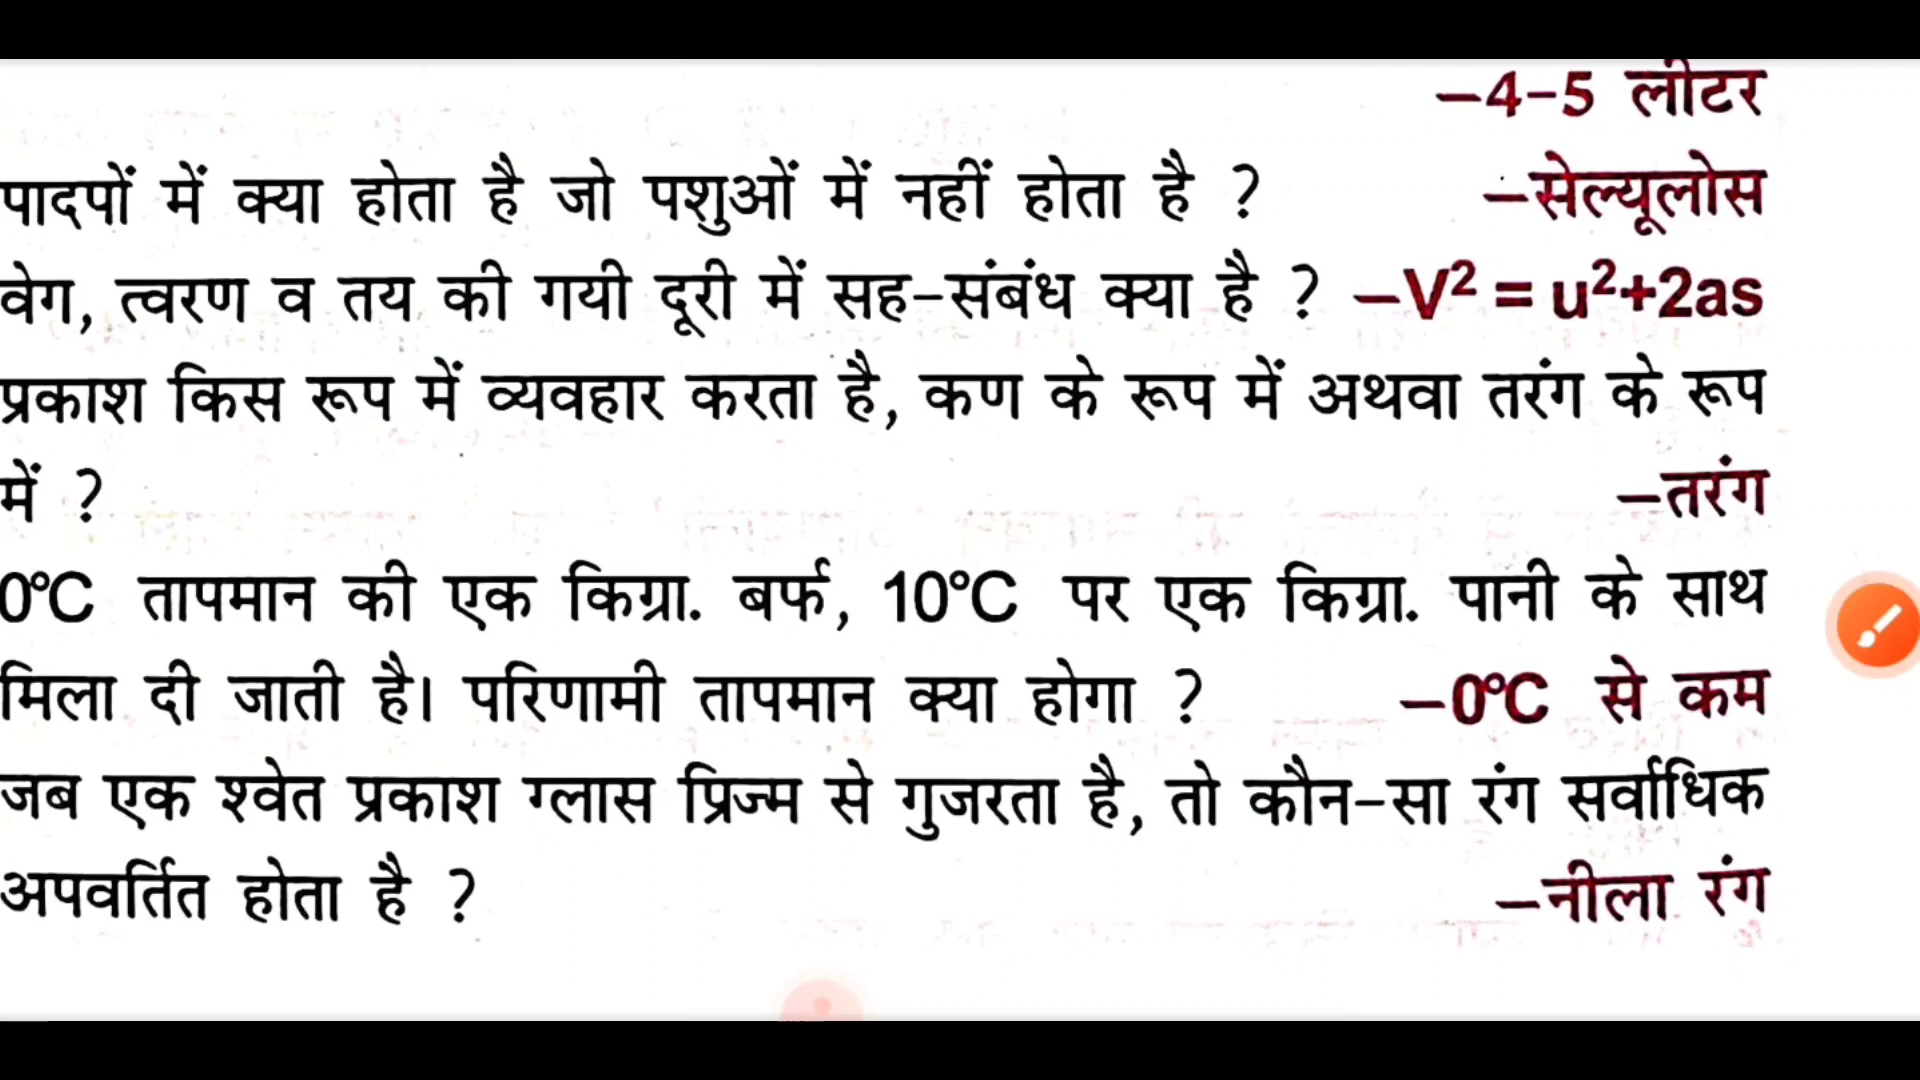 –4–5 लीटर
पादपों में क्या होता है जो पशुओं में नहीं होता है ? –सेल्यूलोस
वेग, त्वरण व तय की गयी दूरी में सह–संबंध क्या है ? –V² = u²+2as
प्रकाश किस रूप में व्यवहार करता है, कण के रूप में अथवा तरंग के रूप
में ? –तरंग
0°C तापमान की एक किग्रा. बर्फ, 10°C पर एक किग्रा. पानी के साथ
मिला दी जाती है। परिणामी तापमान क्या होगा ? –0°C से कम
जब एक श्वेत प्रकाश ग्लास प्रिज्म से गुजरता है, तो कौन–सा रंग सर्वाधिक
अपवर्तित होता है ? –नीला रंग